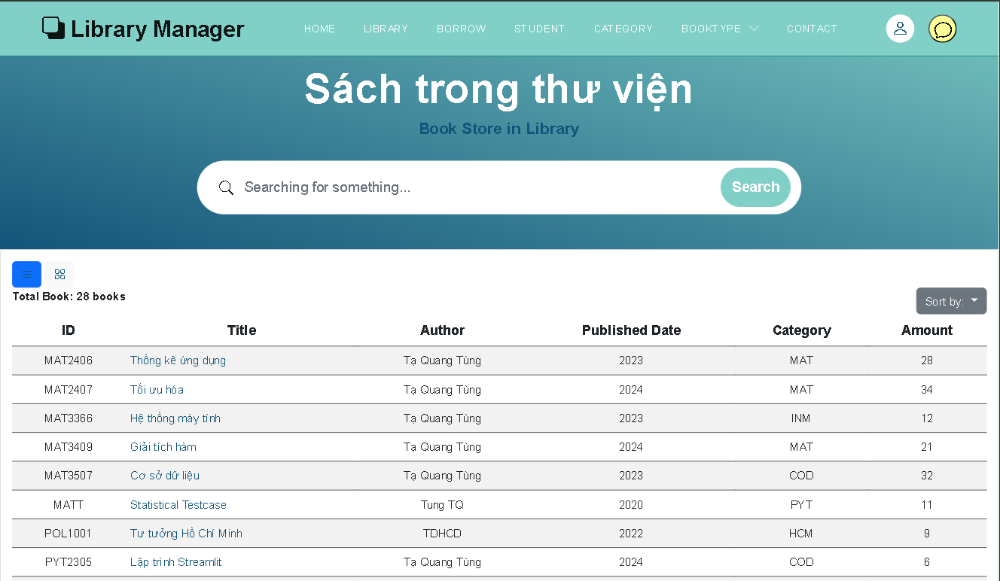 Library Manager HOME LIBRARY BORROW STUDENT CATEGORY BOOKTYPE CONTACT
Sách trong thư viện
Book Store in Library
Searching for something... Search
Total Book: 28 books
Sort by:
ID Title Author Published Date Category Amount
MAT2406 Thống kê ứng dụng Tạ Quang Tùng 2023 MAT 28
MAT2407 Tối ưu hóa Tạ Quang Tùng 2024 MAT 34
MAT3366 Hệ thống máy tính Tạ Quang Tùng 2023 INM 12
MAT3409 Giải tích hàm Tạ Quang Tùng 2024 MAT 21
MAT3507 Cơ sở dữ liệu Tạ Quang Tùng 2023 COD 32
MATT Statistical Testcase Tung TQ 2020 PYT 11
POL1001 Tư tưởng Hồ Chí Minh TDHCD 2022 HCM 9
PYT2305 Lập trình Streamlit Tạ Quang Tùng 2024 COD 6